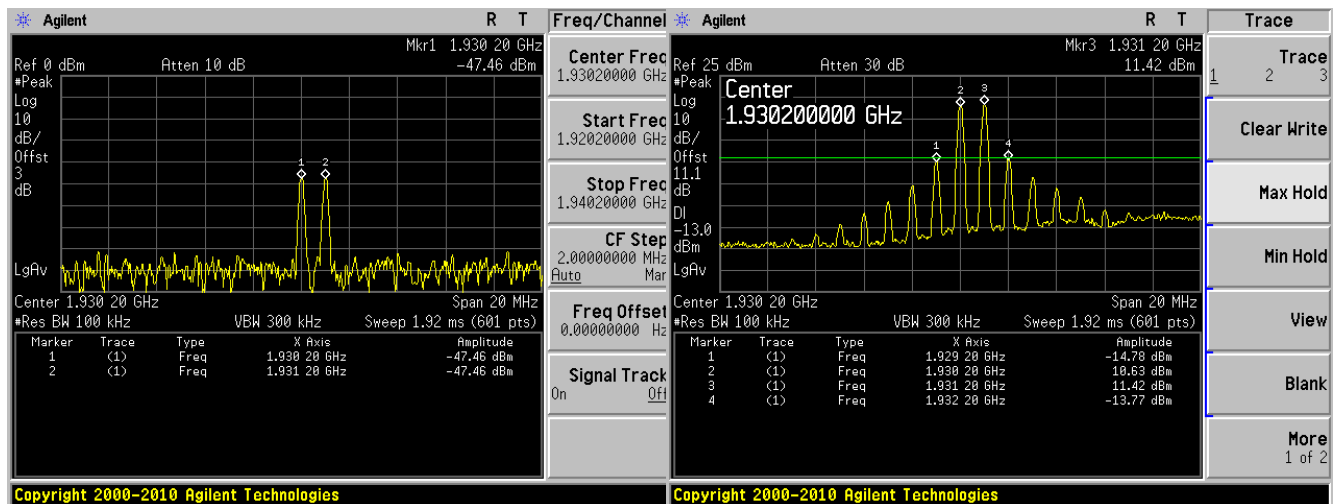 Agilent R T
Mkr1 1.930 20 GHz
Ref 0 dBm Atten 10 dB -47.46 dBm
#Peak
Log
10
dB/
Offst
3
dB
LgAv
1 2
Center 1.930 20 GHz Span 20 MHz
#Res BW 100 kHz VBW 300 kHz Sweep 1.92 ms (601 pts)
Marker Trace Type X Axis Amplitude
1 (1) Freq 1.930 20 GHz -47.46 dBm
2 (1) Freq 1.931 20 GHz -47.46 dBm
Copyright 2000-2010 Agilent Technologies
Freq/Channel
Center Freq
1.93020000 GHz
Start Freq
1.92020000 GHz
Stop Freq
1.94020000 GHz
CF Step
2.00000000 MHz
Auto Man
Freq Offset
0.00000000 Hz
Signal Track
On Off
Agilent R T
Mkr3 1.931 20 GHz
Ref 25 dBm Atten 30 dB 11.42 dBm
#Peak
Log
10
dB/
Offst
11.1
dB
DI
-13.0
dBm
LgAv
Center
1.930200000 GHz
1 2 3 4
Center 1.930 20 GHz Span 20 MHz
#Res BW 100 kHz VBW 300 kHz Sweep 1.92 ms (601 pts)
Marker Trace Type X Axis Amplitude
1 (1) Freq 1.929 20 GHz -14.78 dBm
2 (1) Freq 1.930 20 GHz 10.63 dBm
3 (1) Freq 1.931 20 GHz 11.42 dBm
4 (1) Freq 1.932 20 GHz -13.77 dBm
Copyright 2000-2010 Agilent Technologies
Trace
Trace
1 2 3
Clear Write
Max Hold
Min Hold
View
Blank
More
1 of 2